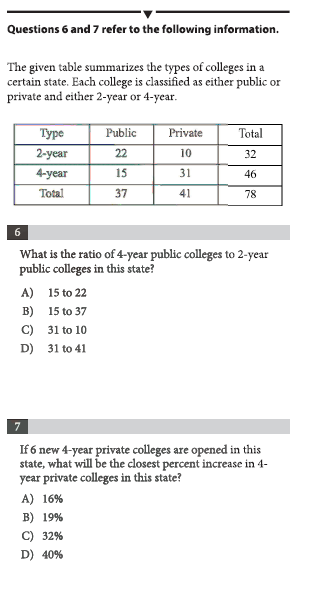 Questions 6 and 7 refer to the following information.
The given table summarizes the types of colleges in a
certain state. Each college is classified as either public or
private and either 2-year or 4-year.
Type Public Private Total
2-year 22 10 32
4-year 15 31 46
Total 37 41 78
6
What is the ratio of 4-year public colleges to 2-year
public colleges in this state?
A) 15 to 22
B) 15 to 37
C) 31 to 10
D) 31 to 41
7
If 6 new 4-year private colleges are opened in this
state, what will be the closest percent increase in 4-
year private colleges in this state?
A) 16%
B) 19%
C) 32%
D) 40%